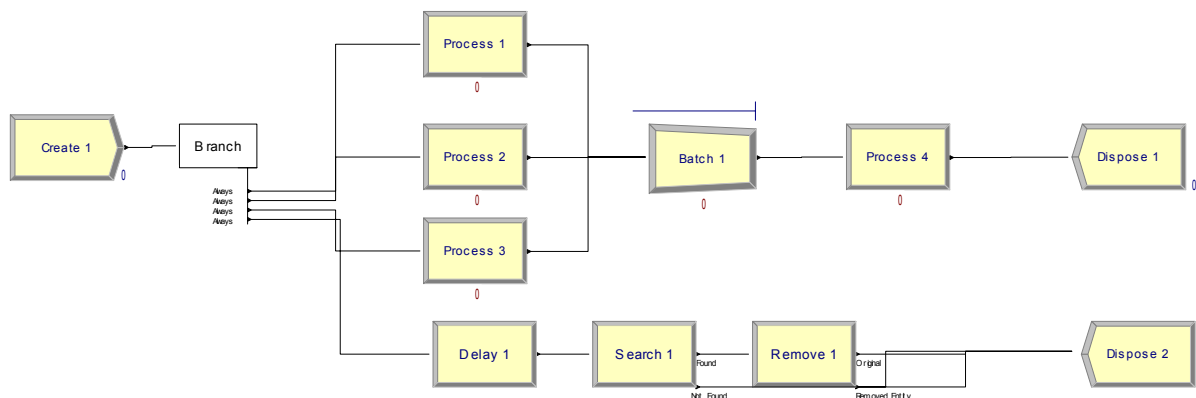 Process 1
0
Create 1
0
Branch
Always
Always
Always
Always
Process 2
0
Batch 1
0
Process 4
0
Dispose 1
0
Process 3
0
Delay 1
Search 1
Found
Not Found
Remove 1
Original
Removed Entity
Dispose 2